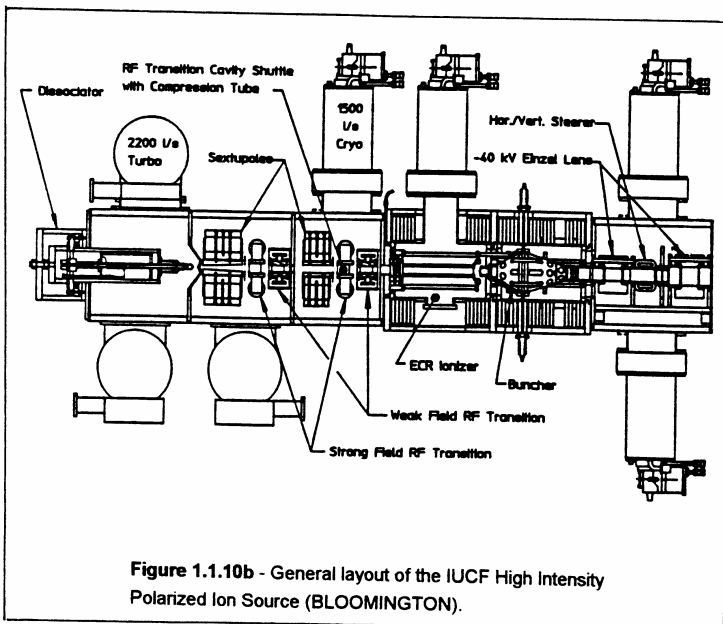 RF Transition Cavity Shuttle
with Compression Tube
Dissociator
2200 l/s
Turbo
Sextupoles
1500
l/s
Cryo
Hor./Vert. Steerer
-40 kV Einzel Lens
ECR Ionizer
Buncher
Weak Field RF Transition
Strong Field RF Transition
Figure 1.1.10b - General layout of the IUCF High Intensity
Polarized Ion Source (BLOOMINGTON).